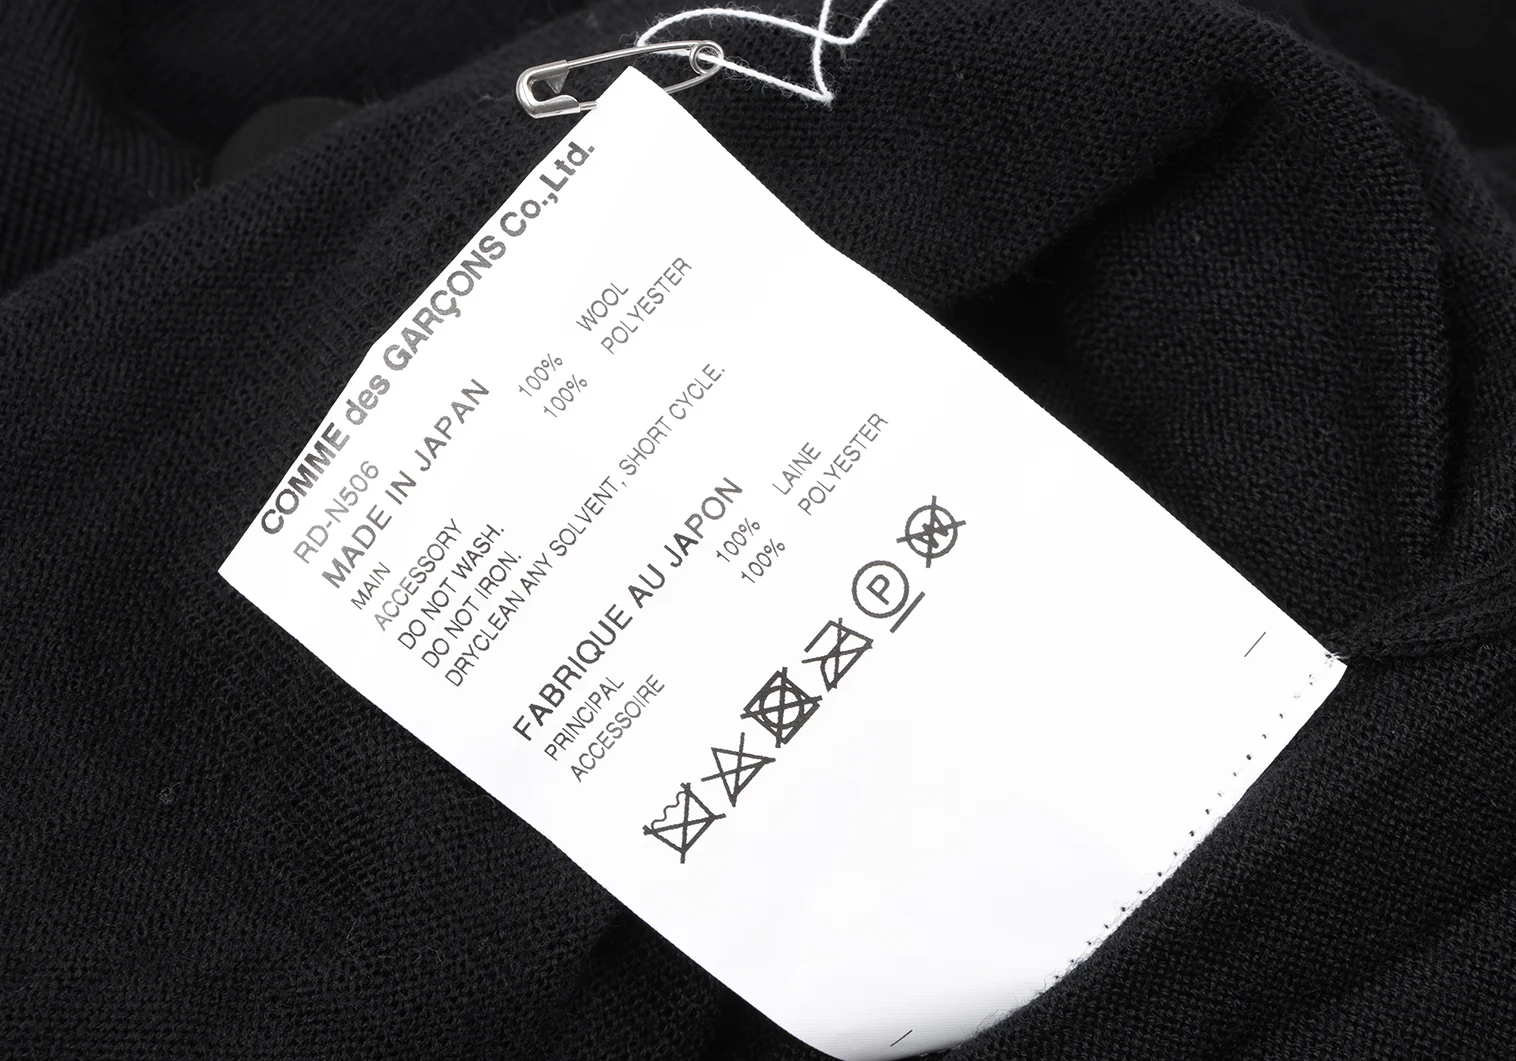 COMME des GARÇONS Co.,Ltd.
RD-N506
MADE IN JAPAN
MAIN 100% WOOL
ACCESSORY 100% POLYESTER
DO NOT WASH.
DO NOT IRON.
DRYCLEAN ANY SOLVENT, SHORT CYCLE.
FABRIQUE AU JAPON
PRINCIPAL 100% LAINE
ACCESSOIRE 100% POLYESTER
P W